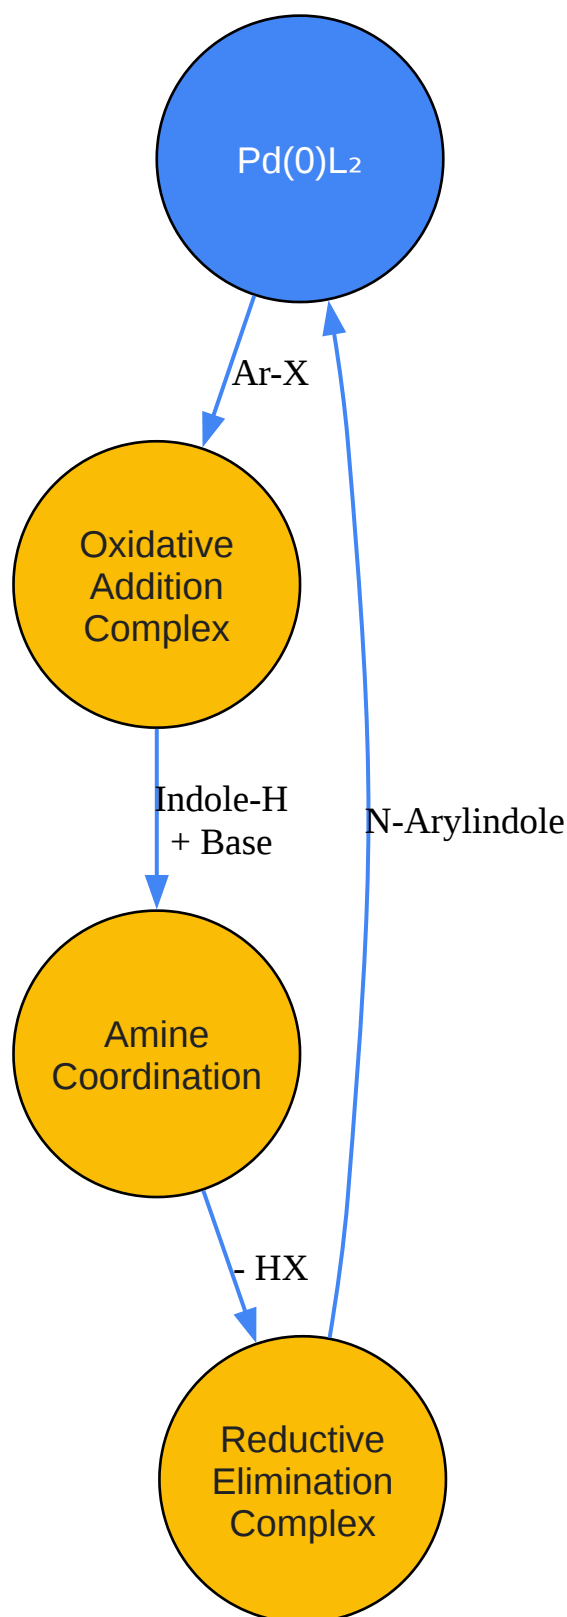 Pd(0)L₂
Ar-X
Oxidative
Addition
Complex
Indole-H
+ Base
N-Arylindole
Amine
Coordination
- HX
Reductive
Elimination
Complex